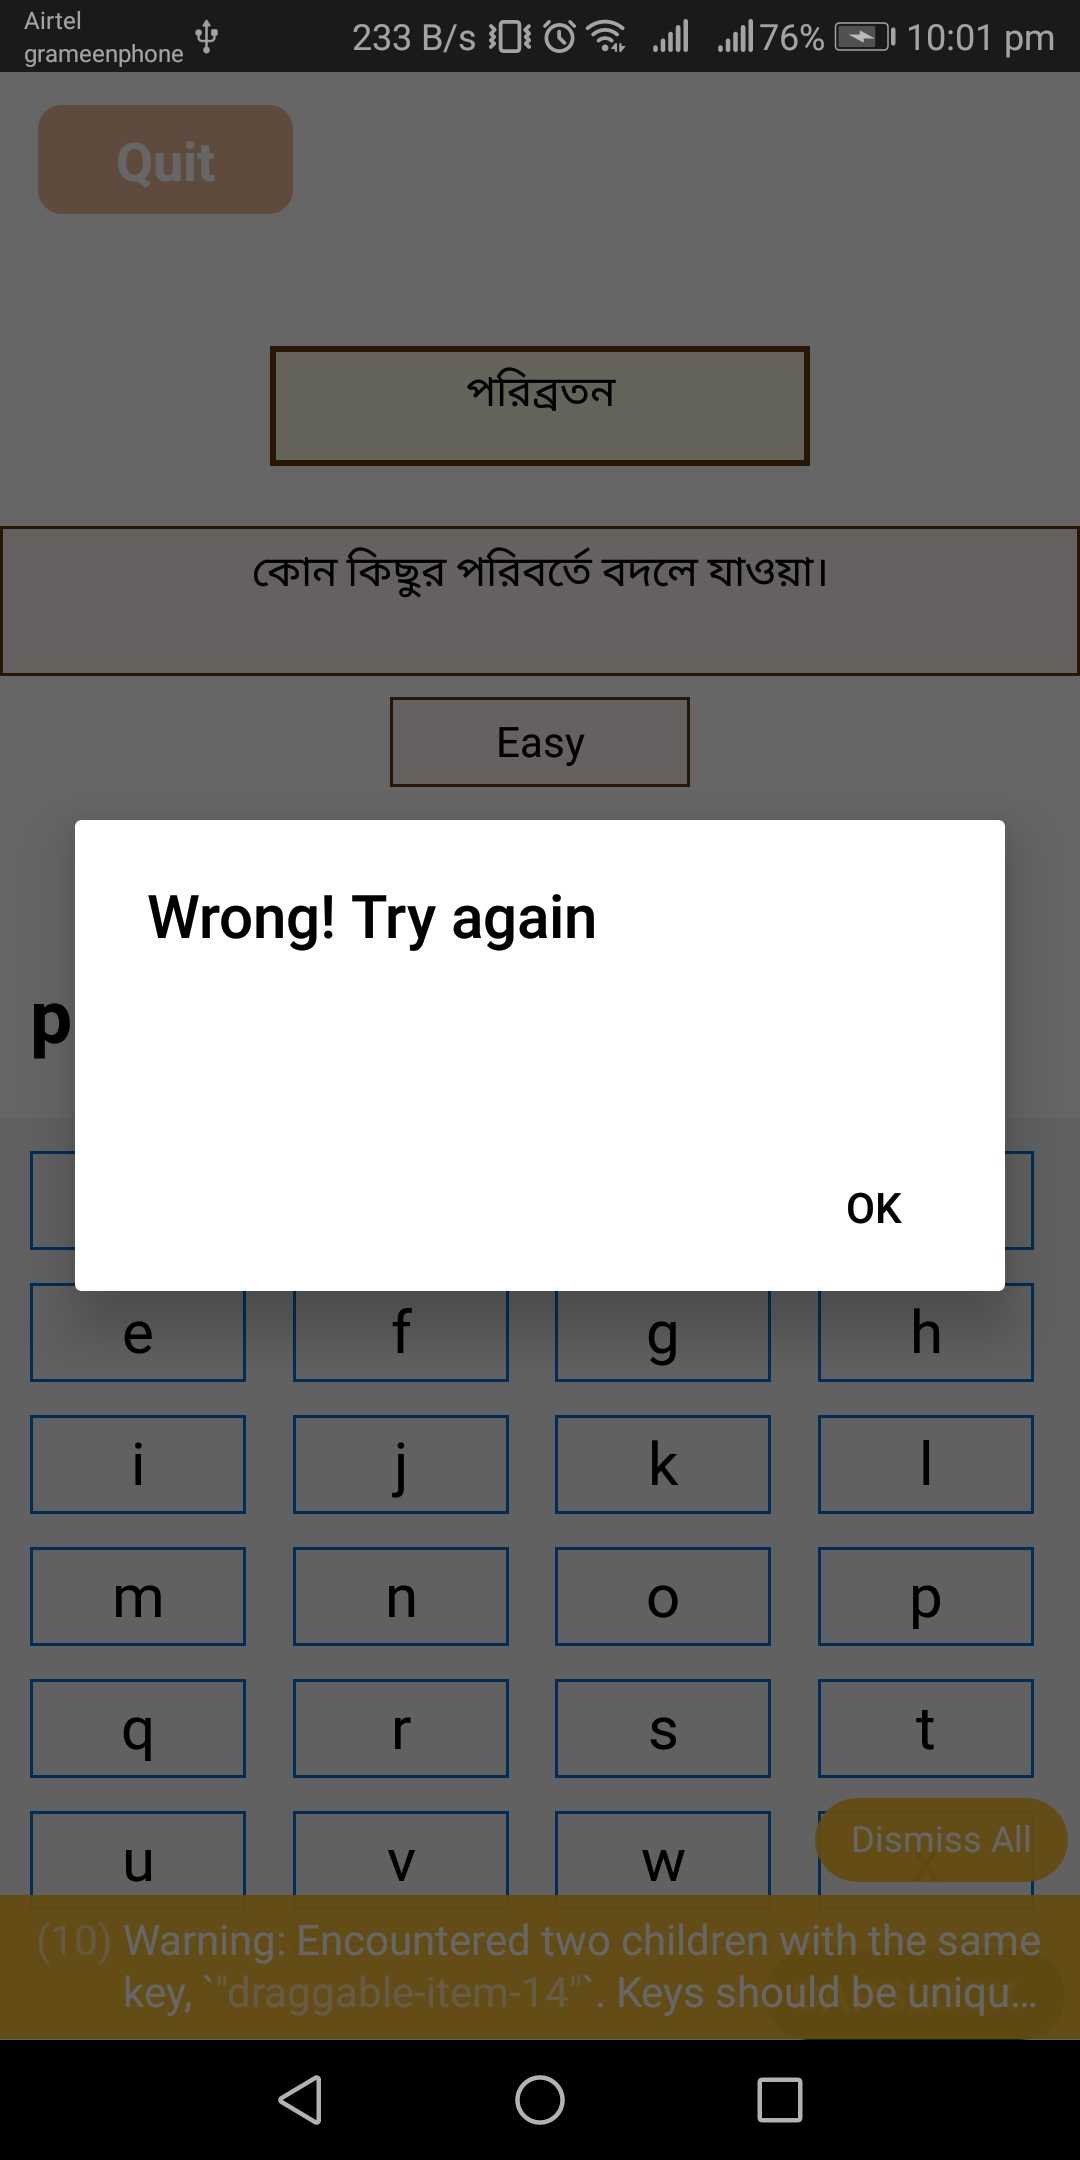 Airtel
grameenphone
233 B/s 76% 10:01 pm
Quit
পরিব্রতন
কোন কিছুর পরিবর্তে বদলে যাওয়া।
Easy
Wrong! Try again
p
OK
e f g h
i j k l
m n o p
q r s t
u v w x
Dismiss All
(10) Warning: Encountered two children with the same
key, `"draggable-item-14"`. Keys should be uniqu...